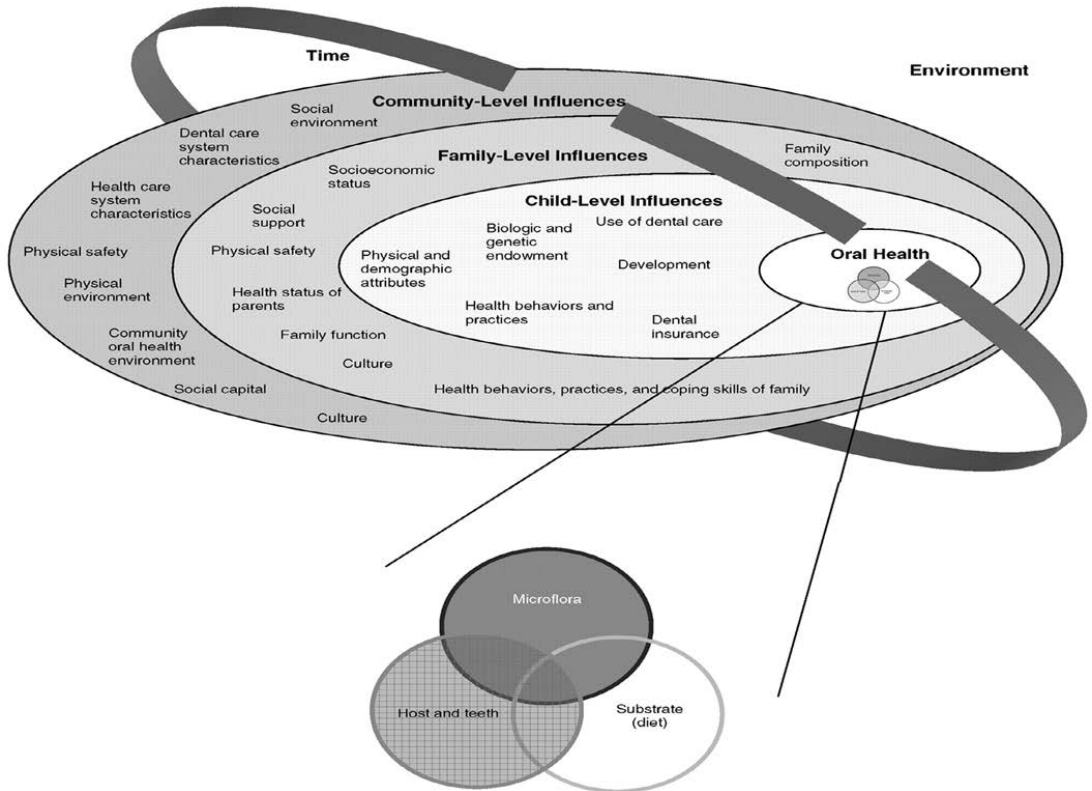 Time
Environment
Community-Level Influences
Social
environment
Dental care
system
characteristics
Family-Level Influences
Family
composition
Socioeconomic
status
Health care
system
characteristics
Child-Level Influences
Social
support
Use of dental care
Biologic and
genetic
endowment
Physical safety
Physical safety
Physical and
demographic
attributes
Development
Oral Health
Physical
environment
Health status of
parents
Health behaviors and
practices
Dental
insurance
Community
oral health
environment
Family function
Culture
Social capital
Health behaviors, practices, and coping skills of family
Culture
Microflora
Host and teeth
Substrate
(diet)